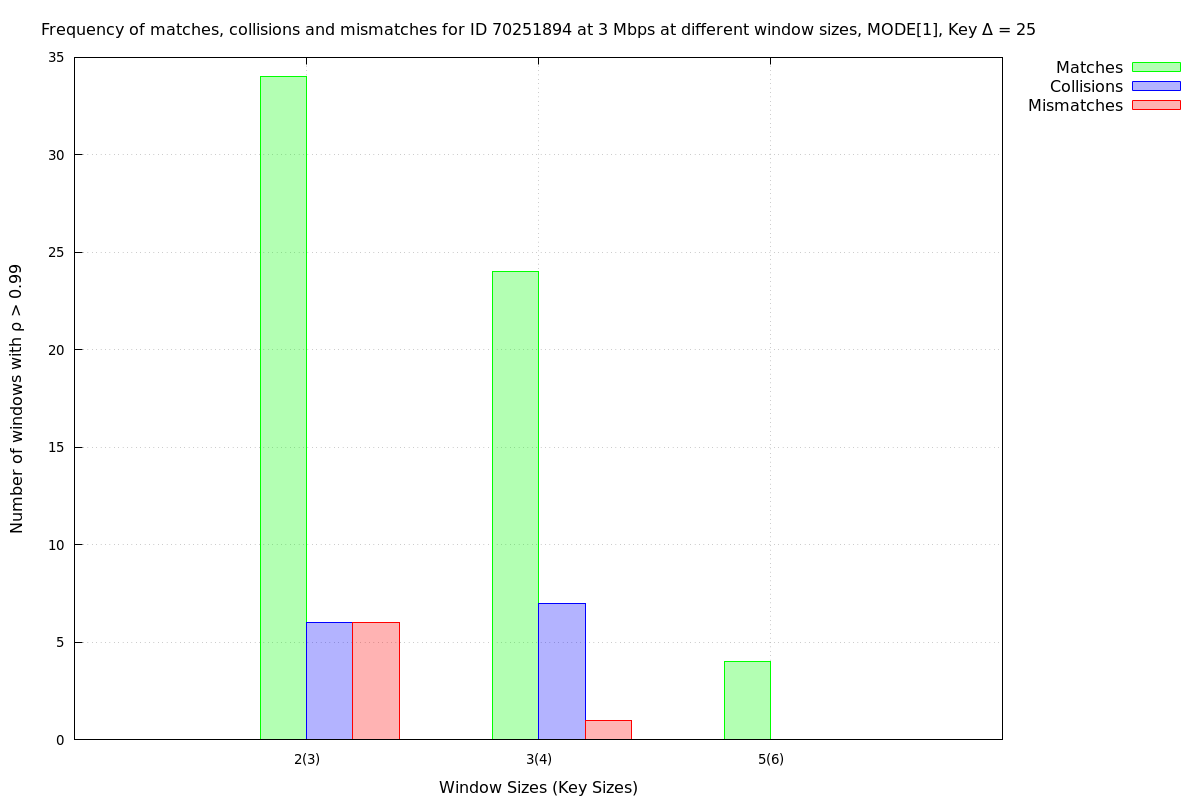 Frequency of matches, collisions and mismatches for ID 70251894 at 3 Mbps at different window sizes, MODE[1], Key Δ = 25
Matches
Collisions
Mismatches
Number of windows with ρ > 0.99
35
30
25
20
15
10
5
0
2(3)
3(4)
5(6)
Window Sizes (Key Sizes)